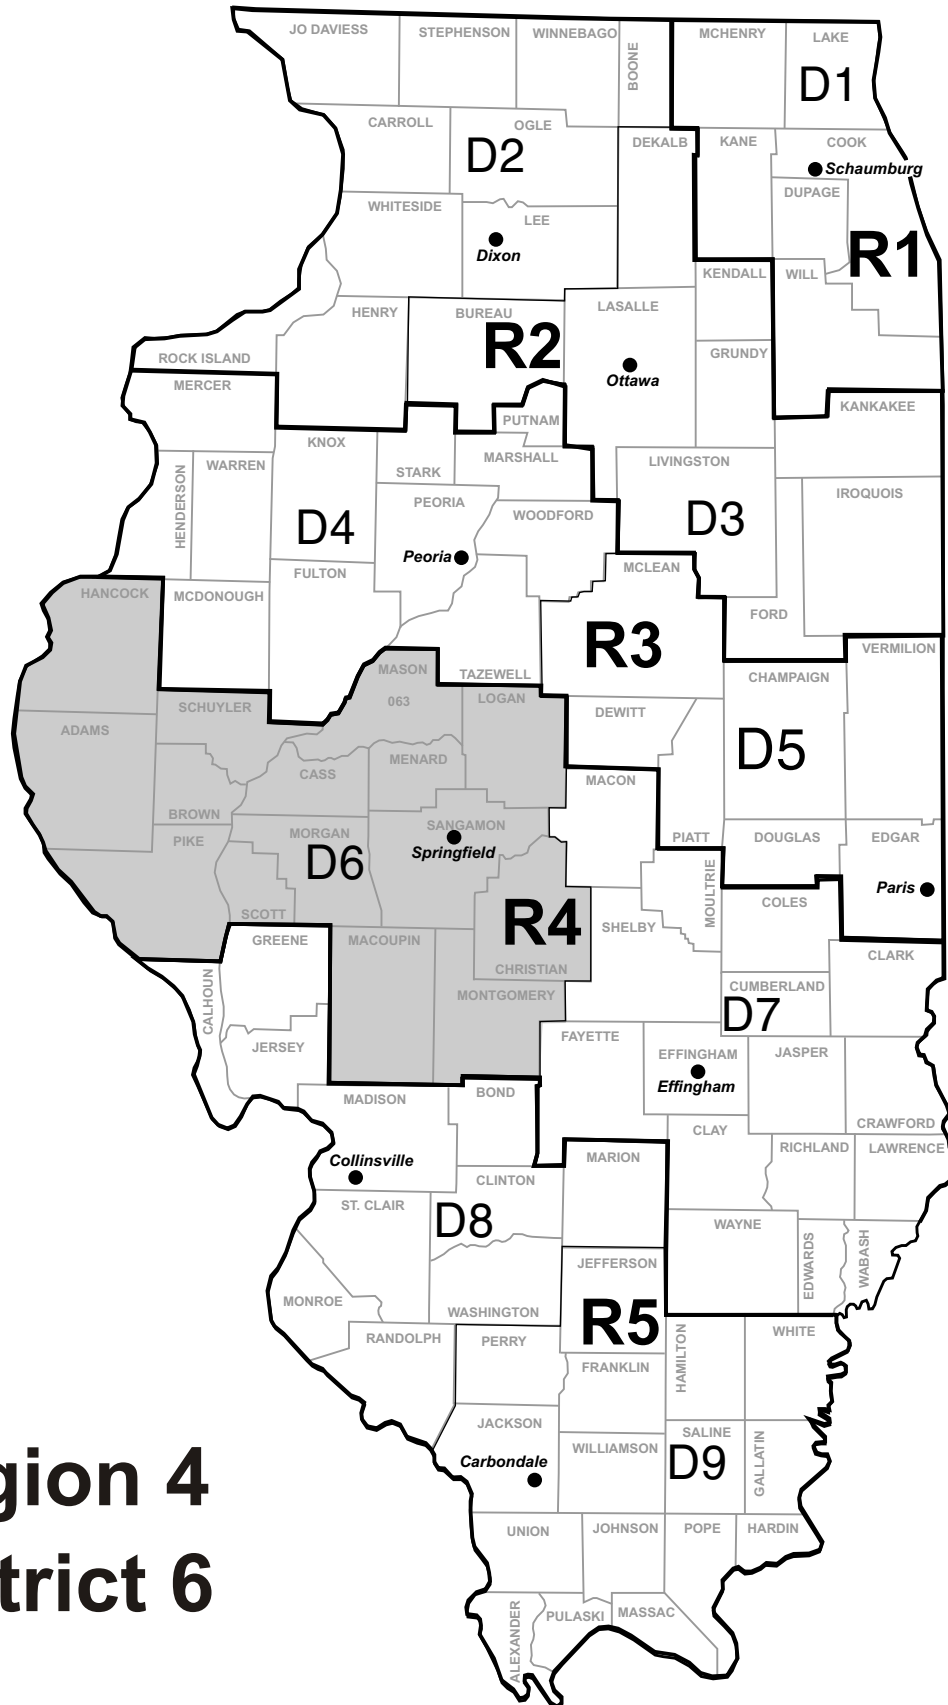 JO DAVIESS
STEPHENSON
WINNEBAGO
BOONE
MCHENRY
LAKE
D1
CARROLL
OGLE
D2
DEKALB
KANE
COOK
Schaumburg
DUPAGE
WHITESIDE
LEE
Dixon
R1
KENDALL
WILL
HENRY
BUREAU
R2
LASALLE
ROCK ISLAND
GRUNDY
Ottawa
MERCER
PUTNAM
KANKAKEE
KNOX
MARSHALL
HENDERSON
WARREN
STARK
LIVINGSTON
D4
PEORIA
WOODFORD
D3
IROQUOIS
Peoria
FULTON
MCLEAN
HANCOCK
MCDONOUGH
FORD
R3
VERMILION
MASON
TAZEWELL
CHAMPAIGN
063
LOGAN
SCHUYLER
DEWITT
ADAMS
D5
MENARD
CASS
MACON
BROWN
SANGAMON
PIKE
MORGAN
PIATT
DOUGLAS
EDGAR
D6
Springfield
MOULTRIE
Paris
COLES
SCOTT
R4
SHELBY
GREENE
MACOUPIN
CHRISTIAN
CLARK
CALHOUN
MONTGOMERY
CUMBERLAND
D7
FAYETTE
JERSEY
EFFINGHAM
JASPER
Effingham
MADISON
BOND
CLAY
CRAWFORD
RICHLAND
LAWRENCE
Collinsville
MARION
CLINTON
ST. CLAIR
D8
WAYNE
EDWARDS
WABASH
JEFFERSON
MONROE
WASHINGTON
R5
RANDOLPH
PERRY
HAMILTON
WHITE
FRANKLIN
JACKSON
SALINE
WILLIAMSON
D9
GALLATIN
Carbondale
gion 4
UNION
JOHNSON
POPE
HARDIN
trict 6
ALEXANDER
PULASKI
MASSAC